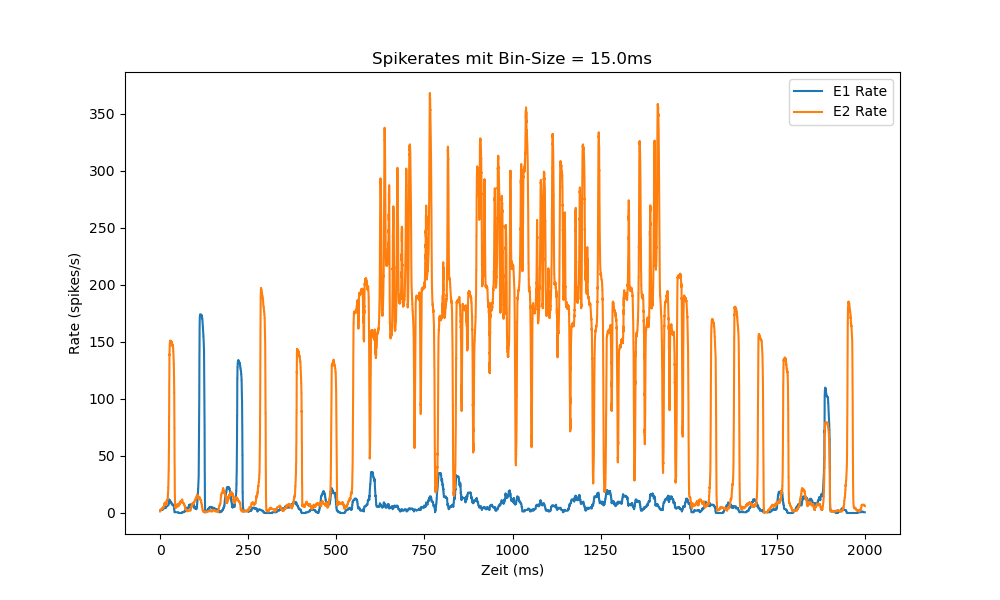 Spikerates mit Bin-Size = 15.0ms
E1 Rate
E2 Rate
Rate (spikes/s)
350
300
250
200
150
100
50
0
0 250 500 750 1000 1250 1500 1750 2000
Zeit (ms)